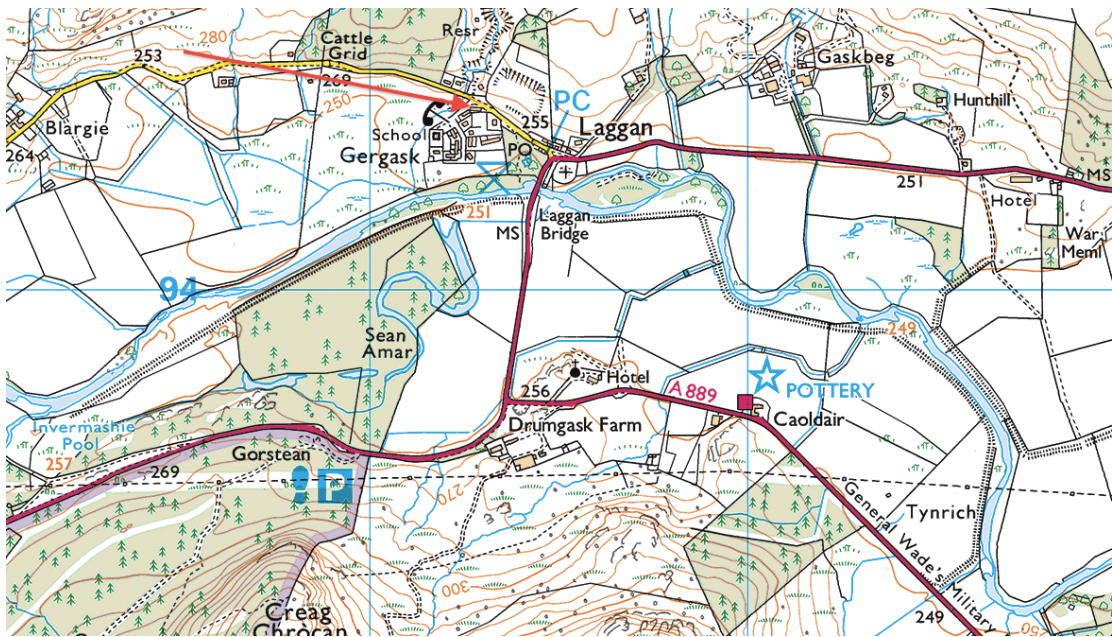 280
Resr
Cattle
Grid
253
269
Gaskbeg
250
PC
Hunthill
Blargie
School
255
Laggan
264
Gergask
PO
MS
251
251
Hotel
Laggan
Bridge
MS
War
Meml
94
249
Sean
Amar
Hotel
256
A 889
POTTERY
Drumgask Farm
Caoldair
Invermashie
Pool
257
269
Gorstean
P
270
General Wade's Military
Tynrich
300
Creag
Chrocan
249